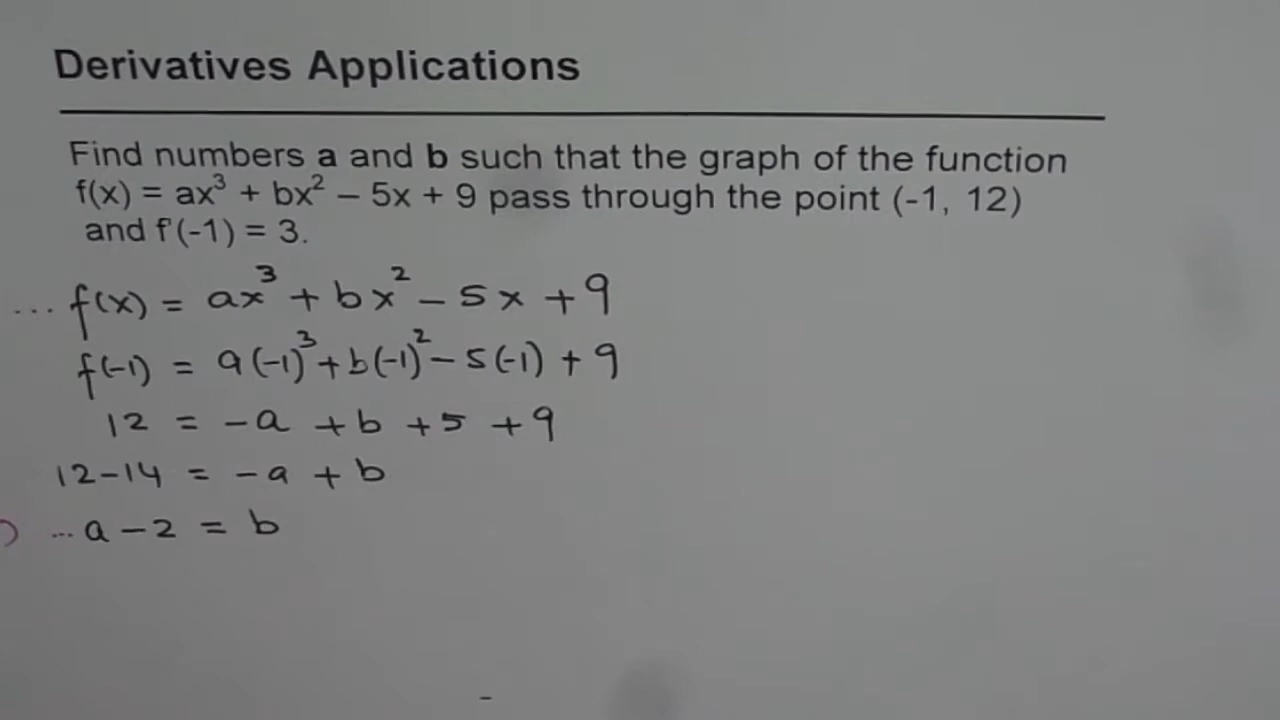 Derivatives Applications
Find numbers a and b such that the graph of the function
f(x) = ax³ + bx² – 5x + 9 pass through the point (-1, 12)
and f'(-1) = 3.
... f(x) = ax³ + bx² – 5x + 9
f(-1) = a(-1)³ + b(-1)² – 5(-1) + 9
12 = -a + b + 5 + 9
12-14 = -a + b
... a - 2 = b